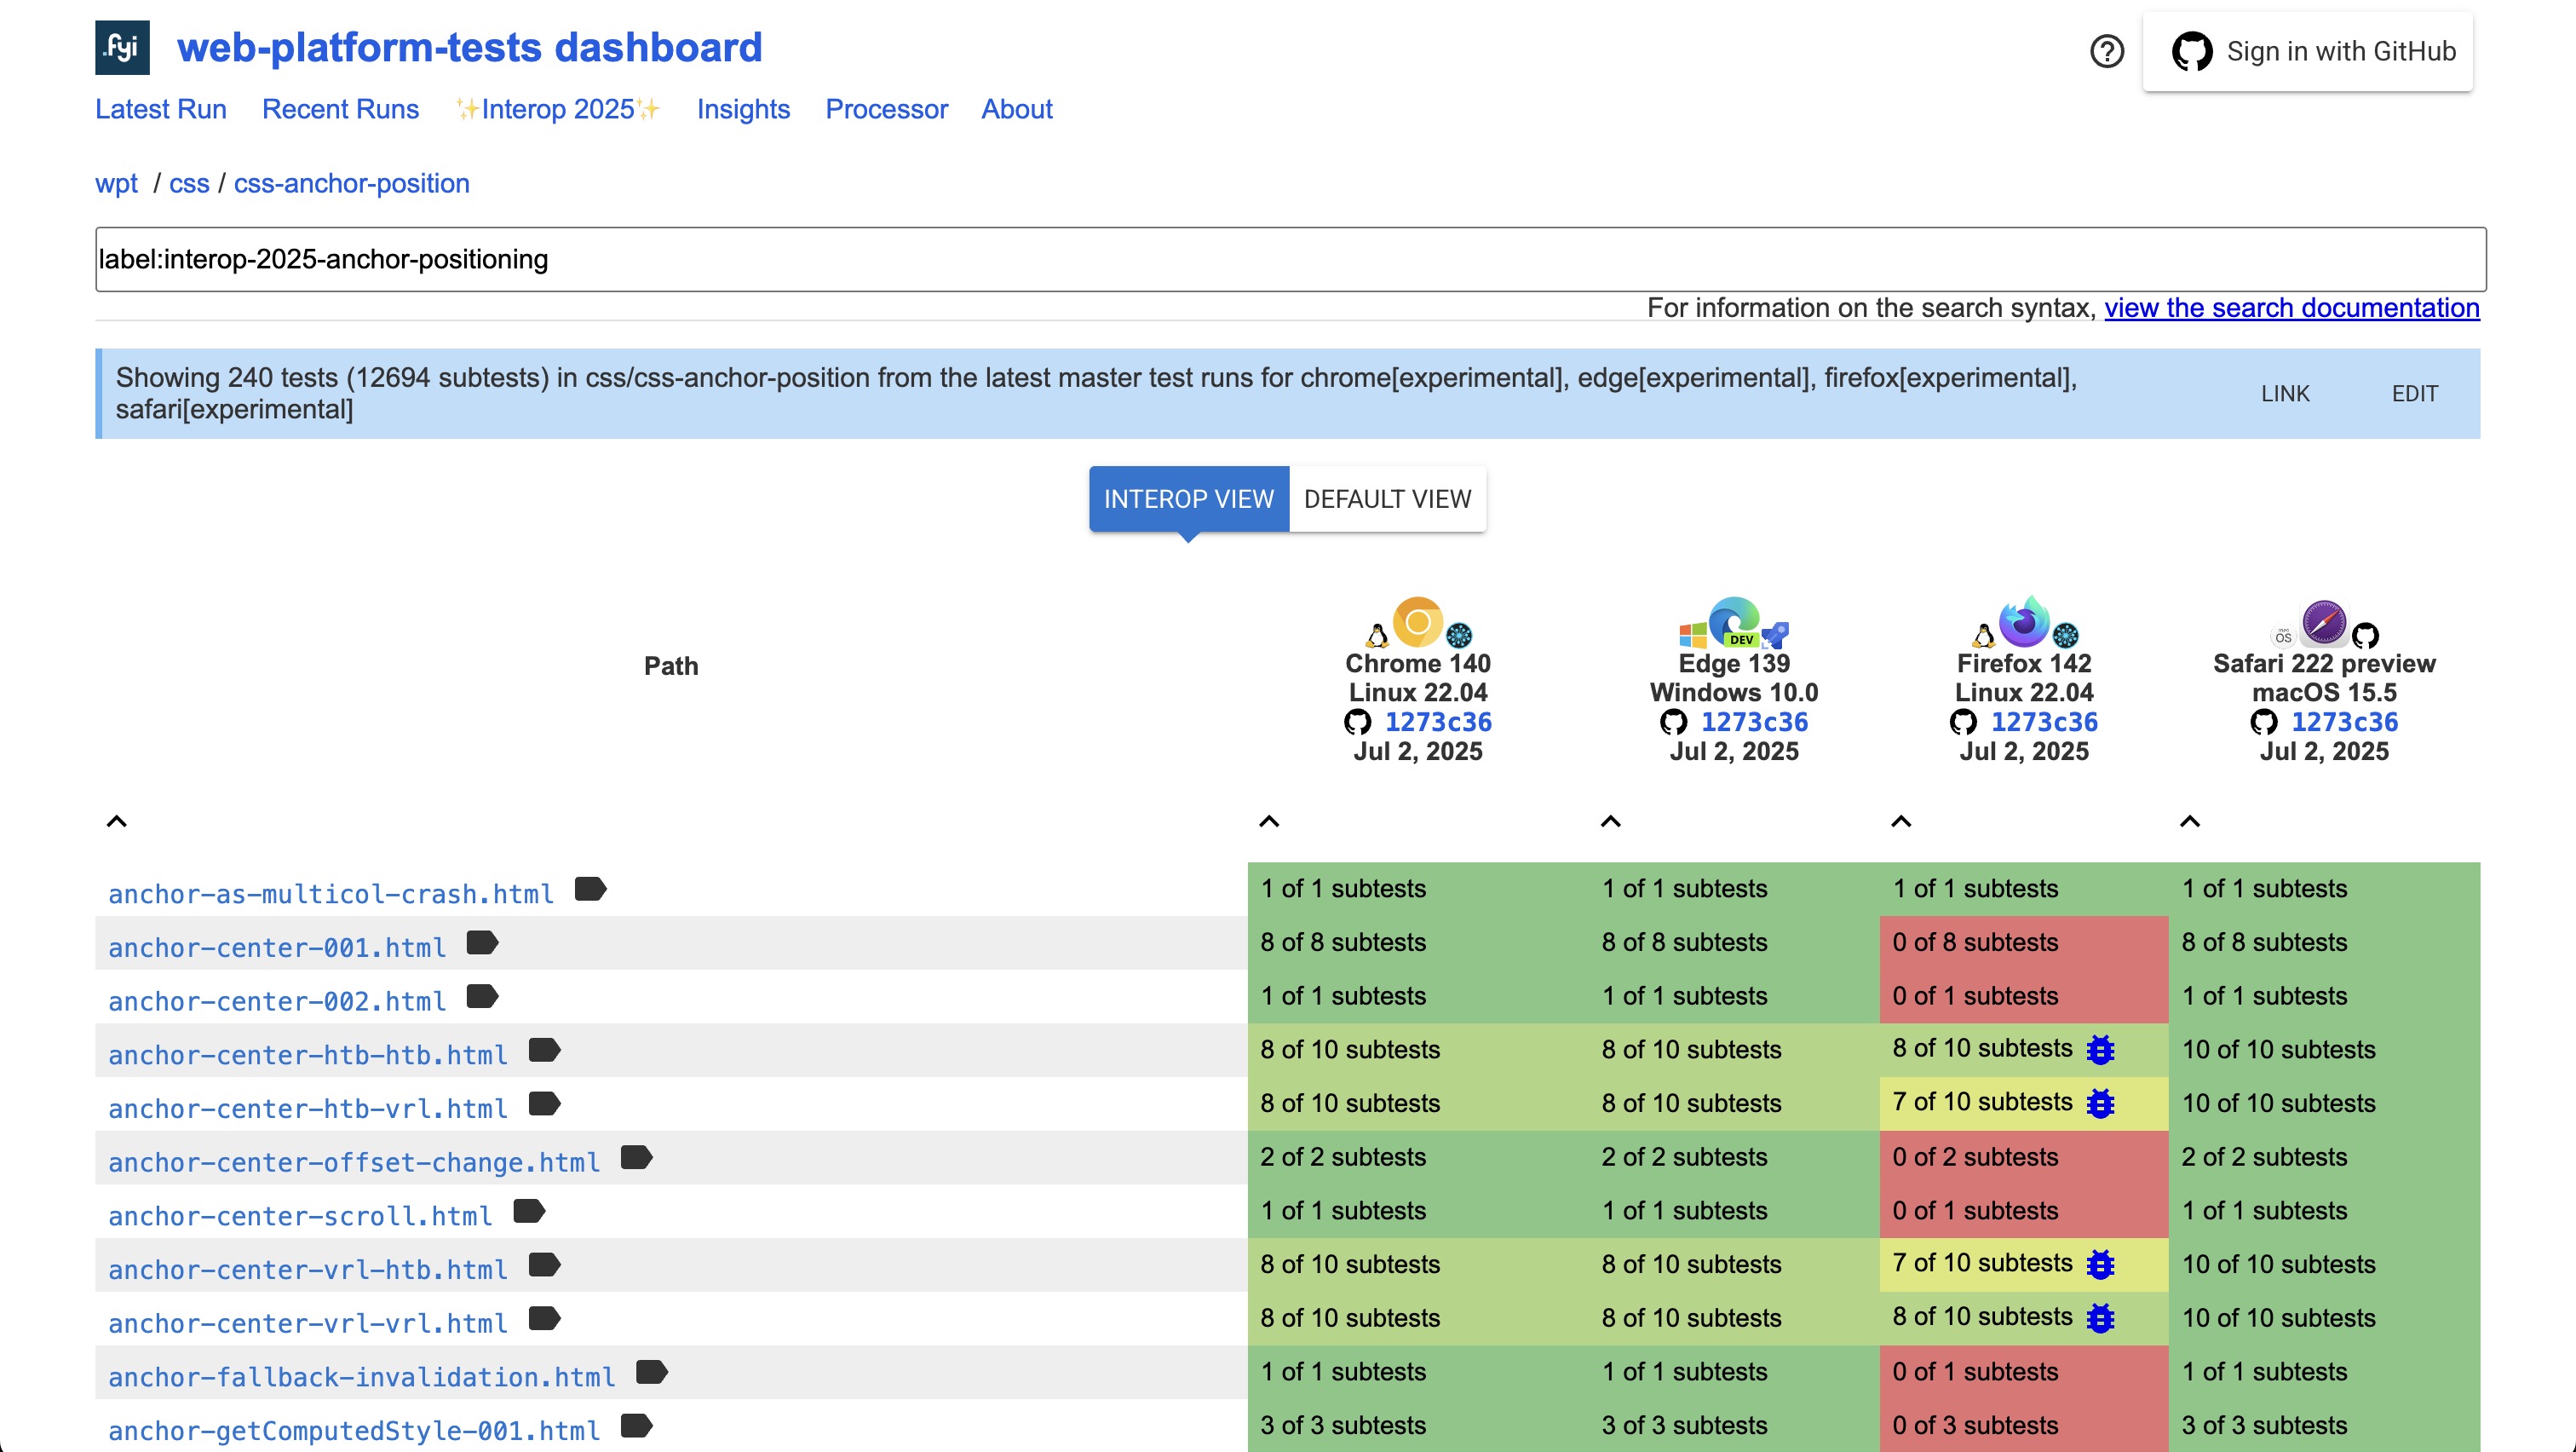 .fyi web-platform-tests dashboard
Sign in with GitHub
Latest Run Recent Runs ✨Interop 2025✨ Insights Processor About
wpt / css / css-anchor-position
label:interop-2025-anchor-positioning
For information on the search syntax, view the search documentation
Showing 240 tests (12694 subtests) in css/css-anchor-position from the latest master test runs for chrome[experimental], edge[experimental], firefox[experimental],
safari[experimental]
LINK EDIT
INTEROP VIEW DEFAULT VIEW
DEV
OS
Path
Chrome 140 Edge 139 Firefox 142 Safari 222 preview
Linux 22.04 Windows 10.0 Linux 22.04 macOS 15.5
1273c36 1273c36 1273c36 1273c36
Jul 2, 2025 Jul 2, 2025 Jul 2, 2025 Jul 2, 2025
anchor-as-multicol-crash.html 1 of 1 subtests 1 of 1 subtests 1 of 1 subtests 1 of 1 subtests
anchor-center-001.html 8 of 8 subtests 8 of 8 subtests 0 of 8 subtests 8 of 8 subtests
anchor-center-002.html 1 of 1 subtests 1 of 1 subtests 0 of 1 subtests 1 of 1 subtests
anchor-center-htb-htb.html 8 of 10 subtests 8 of 10 subtests 8 of 10 subtests 10 of 10 subtests
anchor-center-htb-vrl.html 8 of 10 subtests 8 of 10 subtests 7 of 10 subtests 10 of 10 subtests
anchor-center-offset-change.html 2 of 2 subtests 2 of 2 subtests 0 of 2 subtests 2 of 2 subtests
anchor-center-scroll.html 1 of 1 subtests 1 of 1 subtests 0 of 1 subtests 1 of 1 subtests
anchor-center-vrl-htb.html 8 of 10 subtests 8 of 10 subtests 7 of 10 subtests 10 of 10 subtests
anchor-center-vrl-vrl.html 8 of 10 subtests 8 of 10 subtests 8 of 10 subtests 10 of 10 subtests
anchor-fallback-invalidation.html 1 of 1 subtests 1 of 1 subtests 0 of 1 subtests 1 of 1 subtests
anchor-getComputedStyle-001.html 3 of 3 subtests 3 of 3 subtests 0 of 3 subtests 3 of 3 subtests